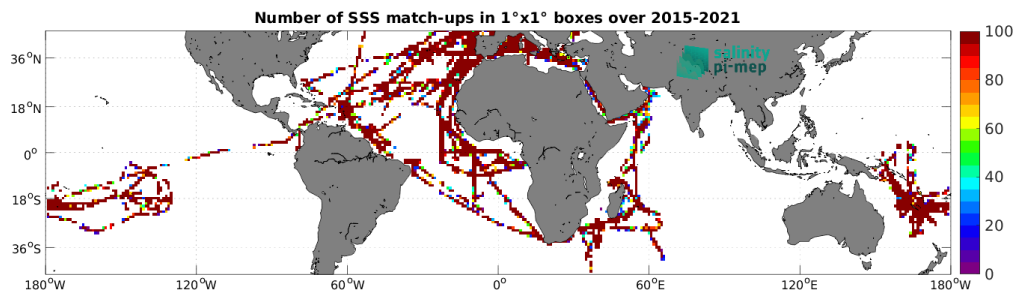 Number of SSS match-ups in 1°x1° boxes over 2015-2021
36°N
18°N
0°
18°S
36°S
180°W
120°W
60°W
0°
60°E
120°E
180°W
salinity
pi-mep
100
80
60
40
20
0